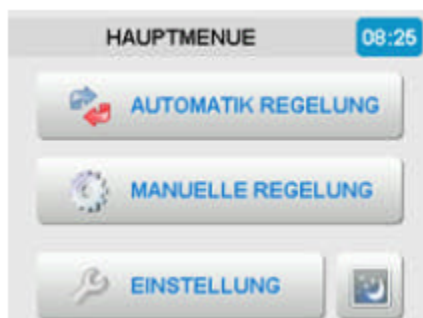 HAUPTMENUE 08:25
AUTOMATIK REGELUNG
MANUELLE REGELUNG
EINSTELLUNG